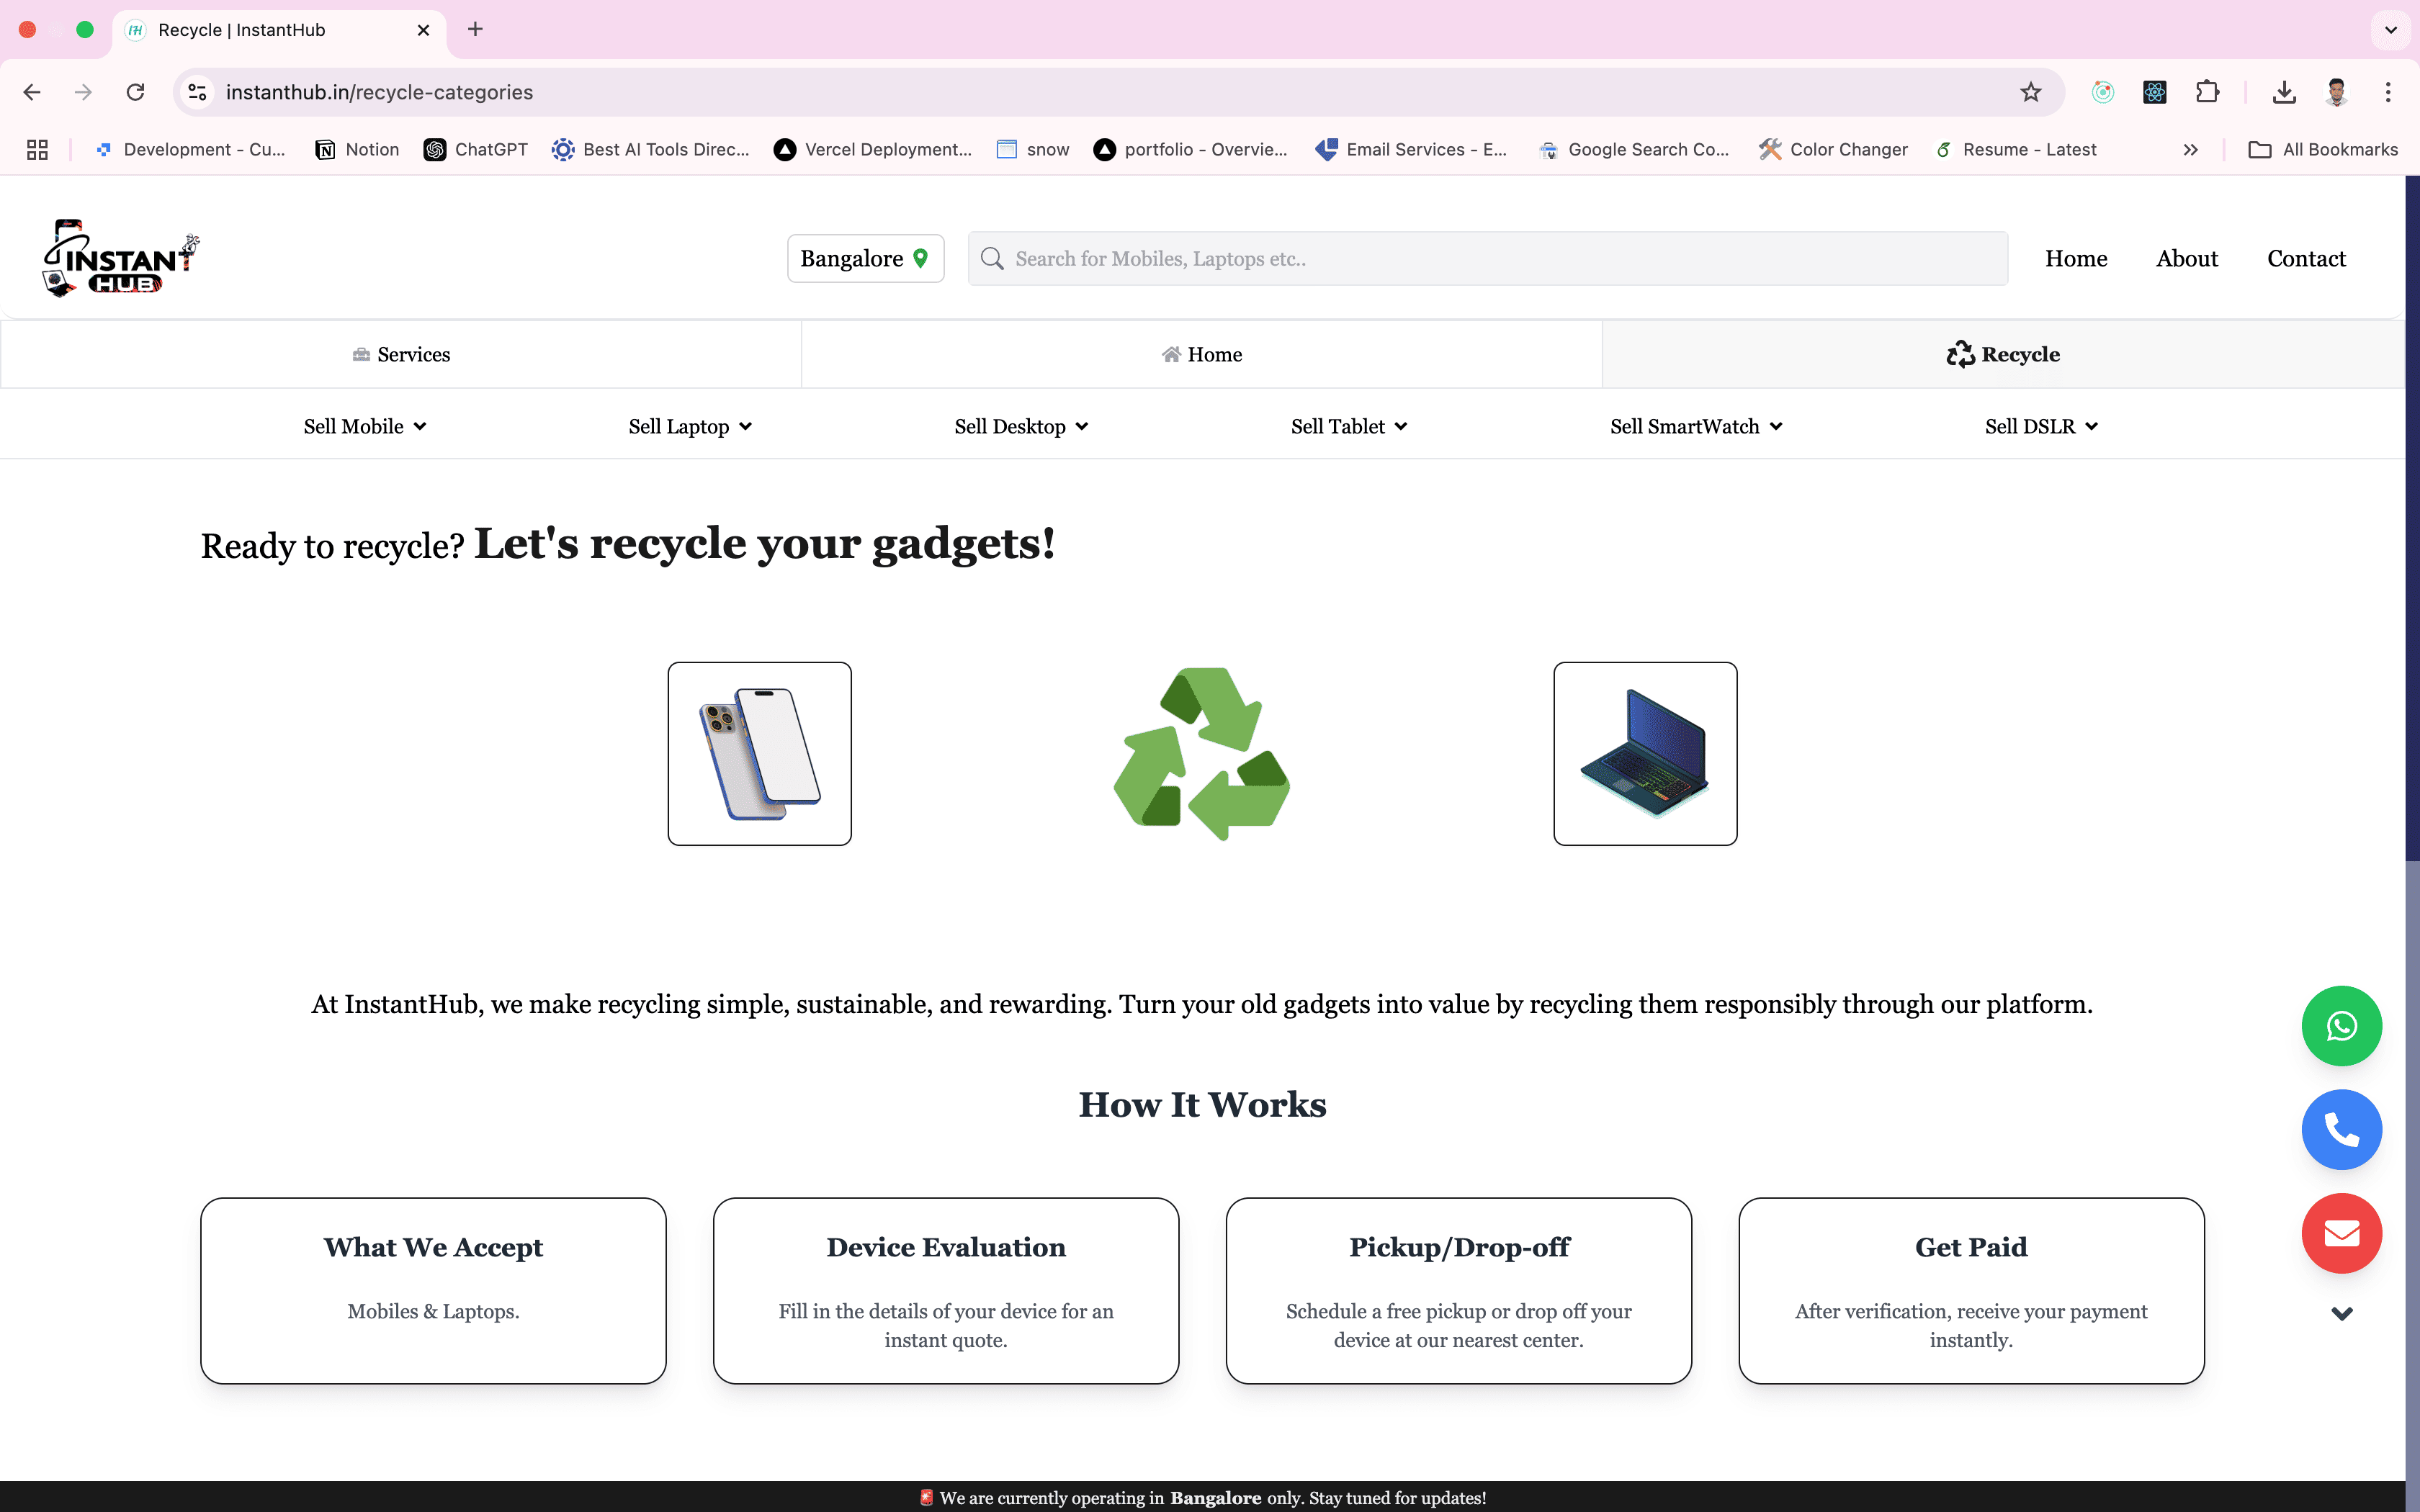 Recycle | InstantHub
instanthub.in/recycle-categories
Development - Cu... Notion ChatGPT Best AI Tools Direc... Vercel Deployment... snow portfolio - Overvie... Email Services - E... Google Search Co... Color Changer Resume - Latest All Bookmarks
INSTANT
HUB
Bangalore
Search for Mobiles, Laptops etc..
Home About Contact
Services Home Recycle
Sell Mobile Sell Laptop Sell Desktop Sell Tablet Sell SmartWatch Sell DSLR
Ready to recycle? Let's recycle your gadgets!
At InstantHub, we make recycling simple, sustainable, and rewarding. Turn your old gadgets into value by recycling them responsibly through our platform.
How It Works
What We Accept
Mobiles & Laptops.
Device Evaluation
Fill in the details of your device for an
instant quote.
Pickup/Drop-off
Schedule a free pickup or drop off your
device at our nearest center.
Get Paid
After verification, receive your payment
instantly.
We are currently operating in Bangalore only. Stay tuned for updates!